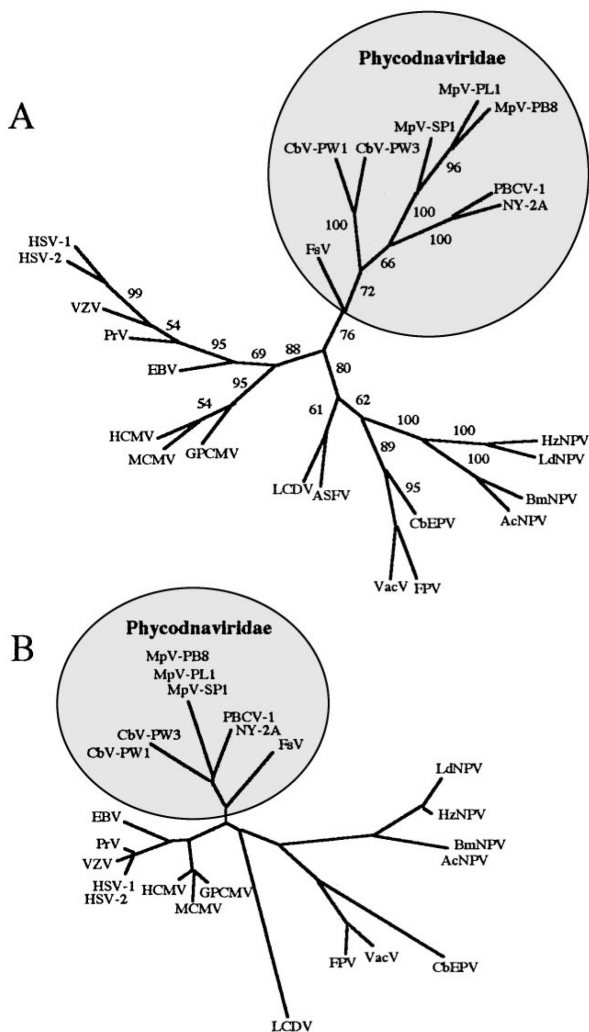 A
Phycodnaviridae
MpV-PL1
MpV-PB8
MpV-SP1
CbV-PW1 CbV-PW3
96
PBCV-1
NY-2A
100
100
100
66
FsV
72
HSV-1
HSV-2
99
VZV
54
PrV
95
76
88
69
EBV
80
95
54
61
62
HCMV
MCMV
GPCMV
100
100
HzNPV
LdNPV
89
100
LCDV
ASFV
95
BmNPV
AcNPV
CbEPV
VacV FPV
B
Phycodnaviridae
MpV-PB8
MpV-PL1
MpV-SP1
PBCV-1
NY-2A
CbV-PW3
CbV-PW1
FsV
LdNPV
HzNPV
EBV
PrV
VZV
BmNPV
AcNPV
HSV-1
HSV-2
HCMV
GPCMV
MCMV
FPV
VacV
CbEPV
LCDV